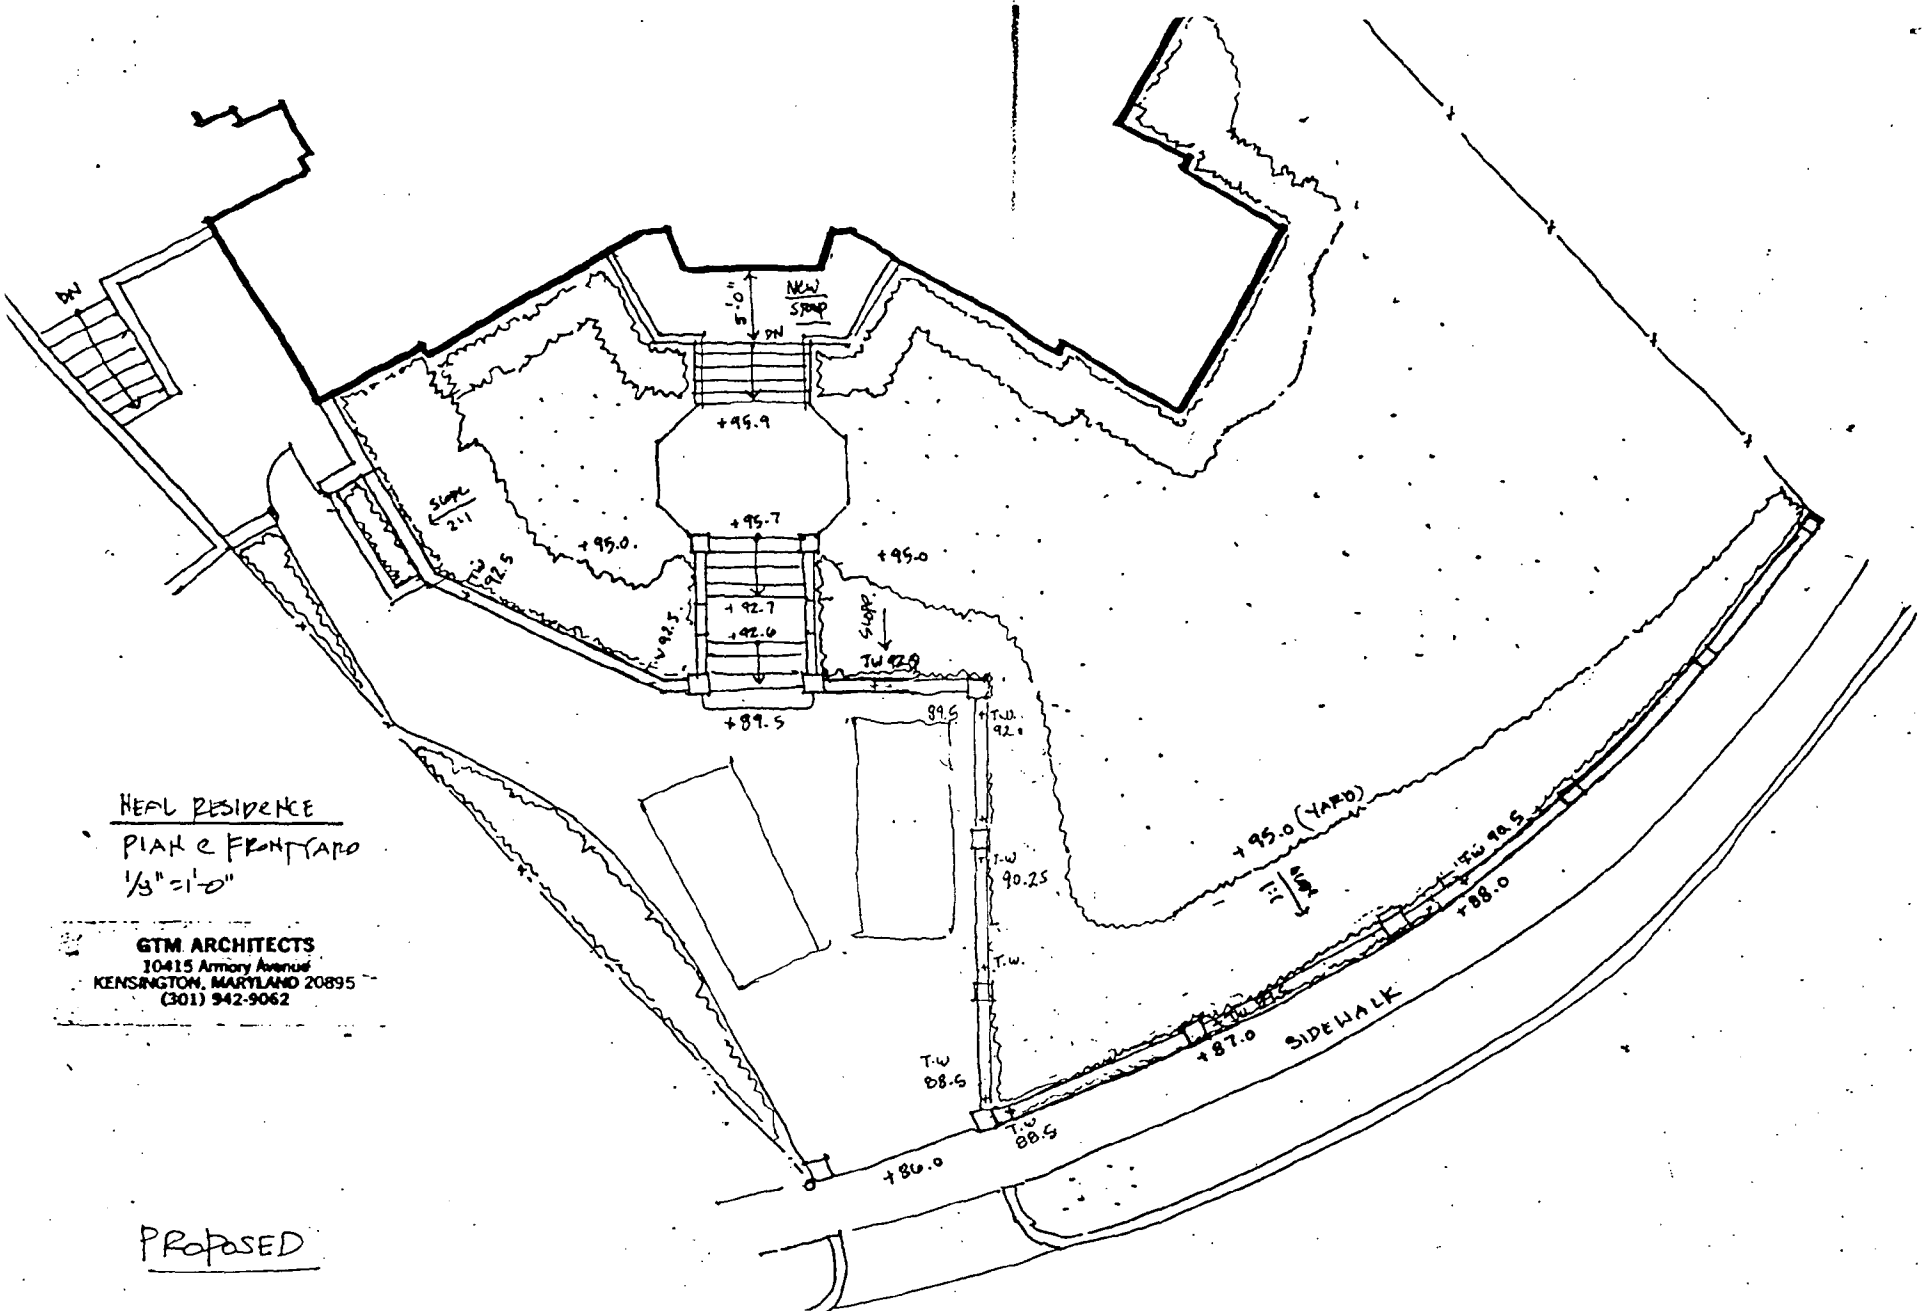 DN
5'-0"
NEW
STOOP
DN
+95.9
SLOPE
2:1
+95.7
+95.0
+95.0
TW
92.5
+92.7
+92.6
92.5
SLOPE
TW 92.0
+89.5
89.5
T.W.
92.
T.W
90.25
T.W.
T.W
88.5
T.W
88.5
+95.0 (YARD)
SLOPE
1:1
TW 90.5
+88.0
TW
+87.0
SIDEWALK
+86.0
RESIDENCE
PLAN @ FRONTYARD
1/8" = 1'-0"
GTM ARCHITECTS
10415 Armory Avenue
KENSINGTON, MARYLAND 20895
(301) 942-9062
PROPOSED